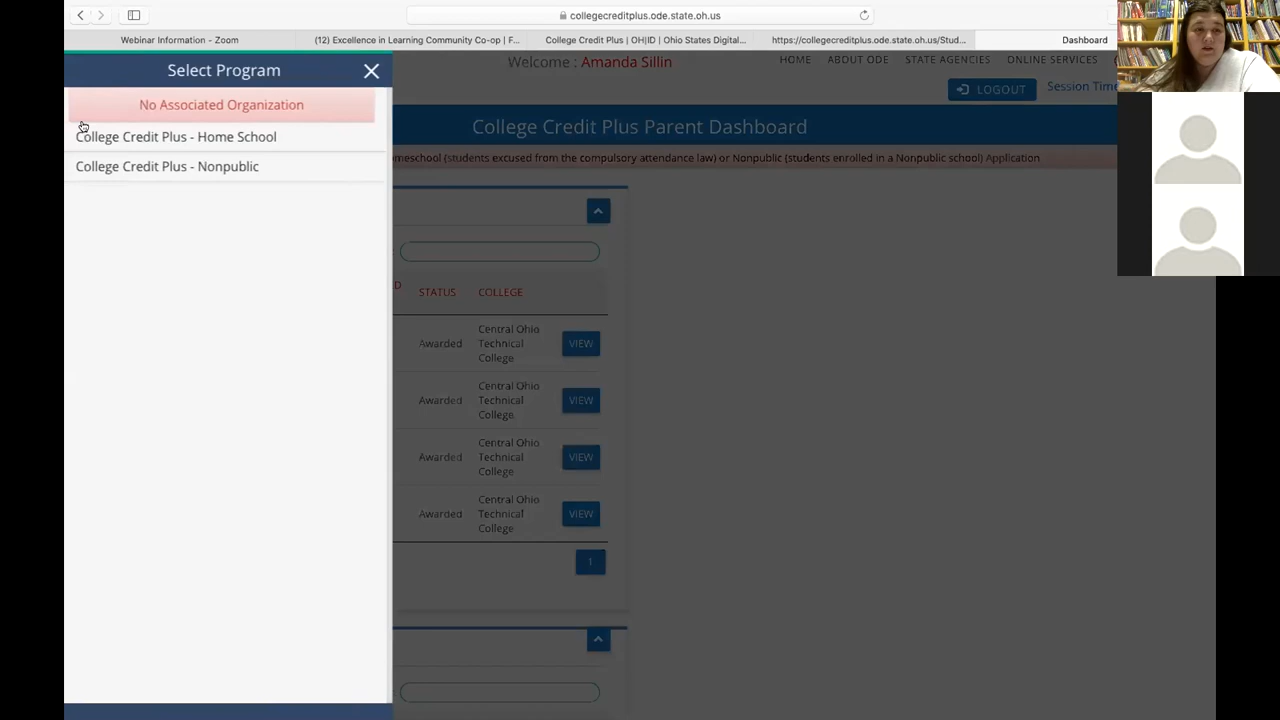 collegecreditplus.ode.state.oh.us
Webinar Information - Zoom
(12) Excellence in Learning Community Co-op | F...
College Credit Plus | OH|ID | Ohio States Digital...
https://collegecreditplus.ode.state.oh.us/Stud...
Dashboard
Welcome : Amanda Sillin
HOME
ABOUT ODE
STATE AGENCIES
ONLINE SERVICES
LOGOUT
Session Time
Select Program
No Associated Organization
College Credit Plus - Home School
College Credit Plus - Nonpublic
College Credit Plus Parent Dashboard
omeschool (students excused from the compulsory attendance law) or Nonpublic (students enrolled in a Nonpublic school) Application
STATUS
COLLEGE
Awarded
Central Ohio
Technical
College
VIEW
Awarded
Central Ohio
Technical
College
VIEW
Awarded
Central Ohio
Technical
College
VIEW
Awarded
Central Ohio
Technical
College
VIEW
1